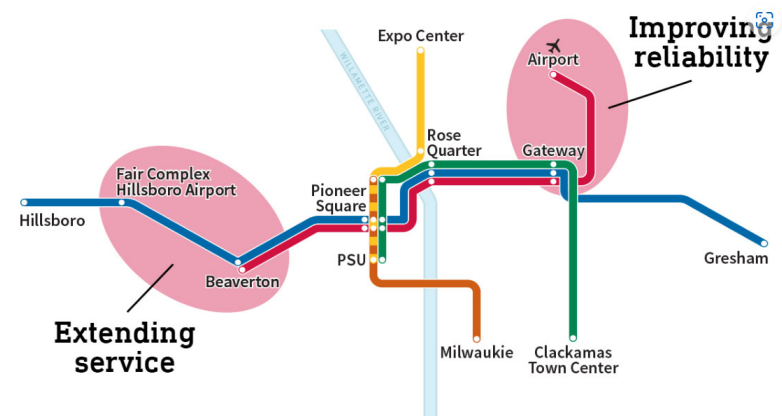 Improving
reliability
Expo Center
Airport
WILLAMETTE RIVER
Rose
Quarter
Gateway
Fair Complex
Hillsboro Airport
Pioneer
Square
Hillsboro
PSU
Gresham
Beaverton
Extending
service
Milwaukie
Clackamas
Town Center